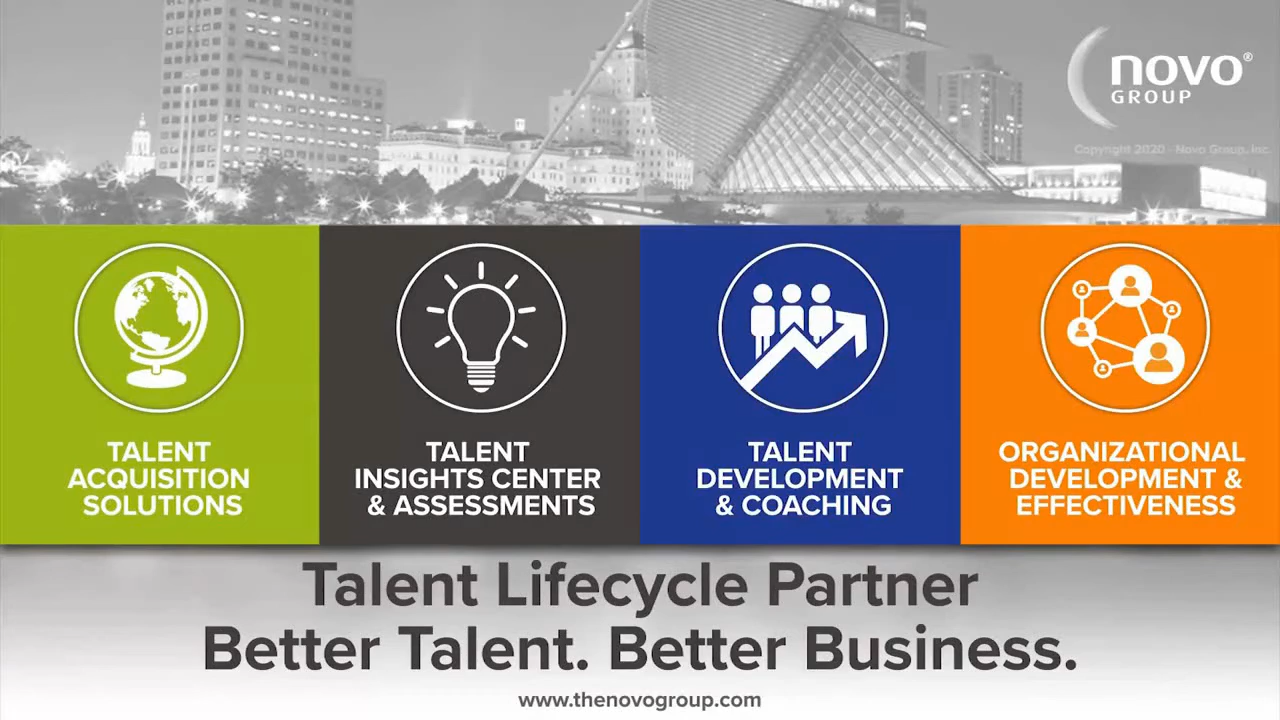 novo®
GROUP
Copyright 2020 - Novo Group, Inc.
TALENT
ACQUISITION
SOLUTIONS
TALENT
INSIGHTS CENTER
& ASSESSMENTS
TALENT
DEVELOPMENT
& COACHING
ORGANIZATIONAL
DEVELOPMENT &
EFFECTIVENESS
Talent Lifecycle Partner
Better Talent. Better Business.
www.thenovogroup.com